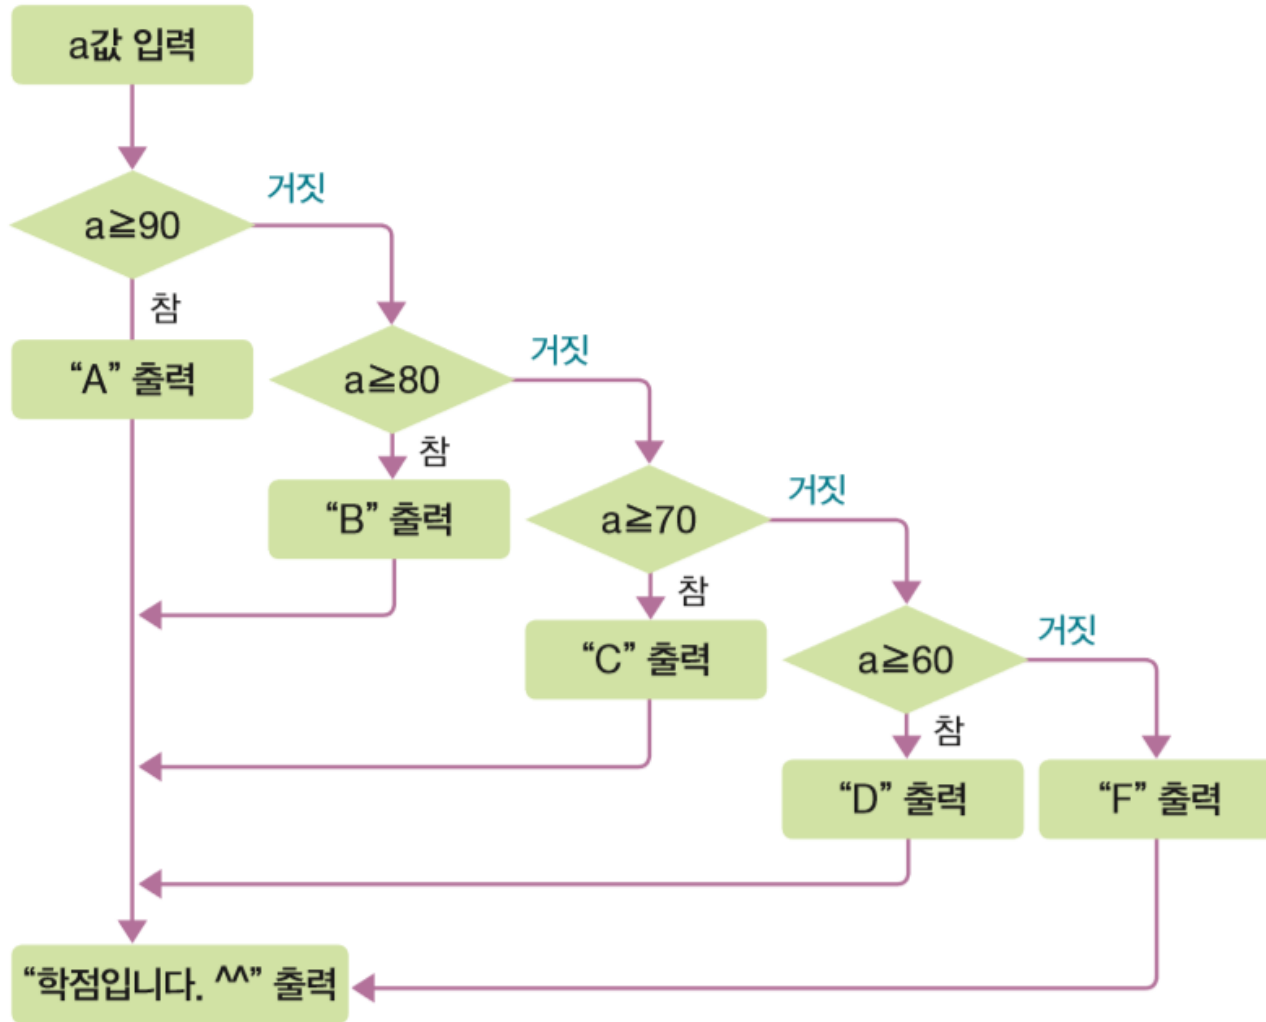 a값 입력
거짓
a≧90
참
“A” 출력
거짓
a≧80
참
“B” 출력
거짓
a≧70
참
“C” 출력
거짓
a≧60
참
“D” 출력
“F” 출력
“학점입니다. ^^” 출력